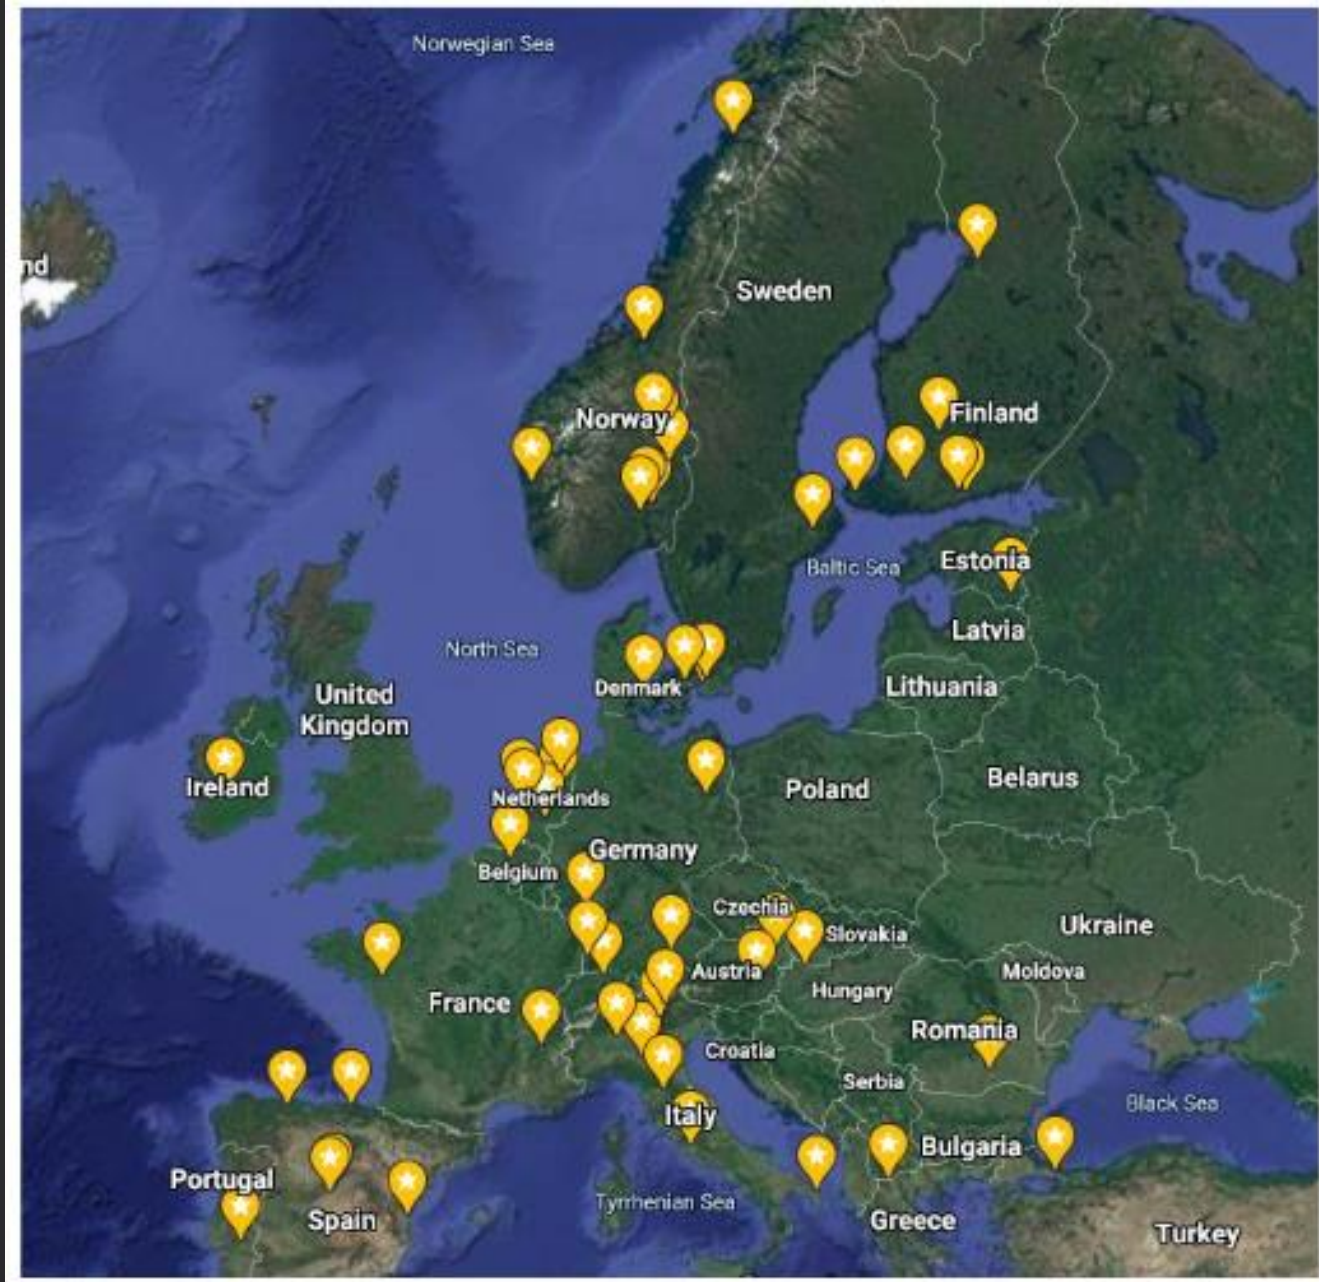 Norwegian Sea
nd
Sweden
Norway
Finland
Baltic Sea
Estonia
North Sea
Latvia
Denmark
Lithuania
United
Kingdom
Ireland
Netherlands
Poland
Belarus
Germany
Belgium
Czechia
Slovakia
Ukraine
Austria
Moldova
Hungary
France
Romania
Croatia
Serbia
Black Sea
Italy
Bulgaria
Portugal
Tyrrhenian Sea
Spain
Greece
Turkey